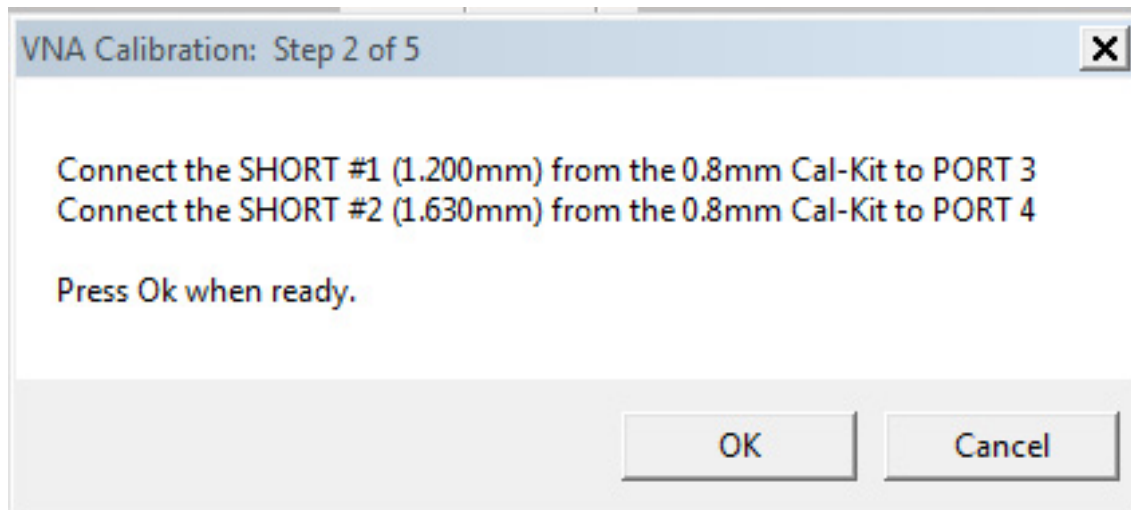 VNA Calibration: Step 2 of 5
Connect the SHORT #1 (1.200mm) from the 0.8mm Cal-Kit to PORT 3
Connect the SHORT #2 (1.630mm) from the 0.8mm Cal-Kit to PORT 4
Press Ok when ready.
OK Cancel